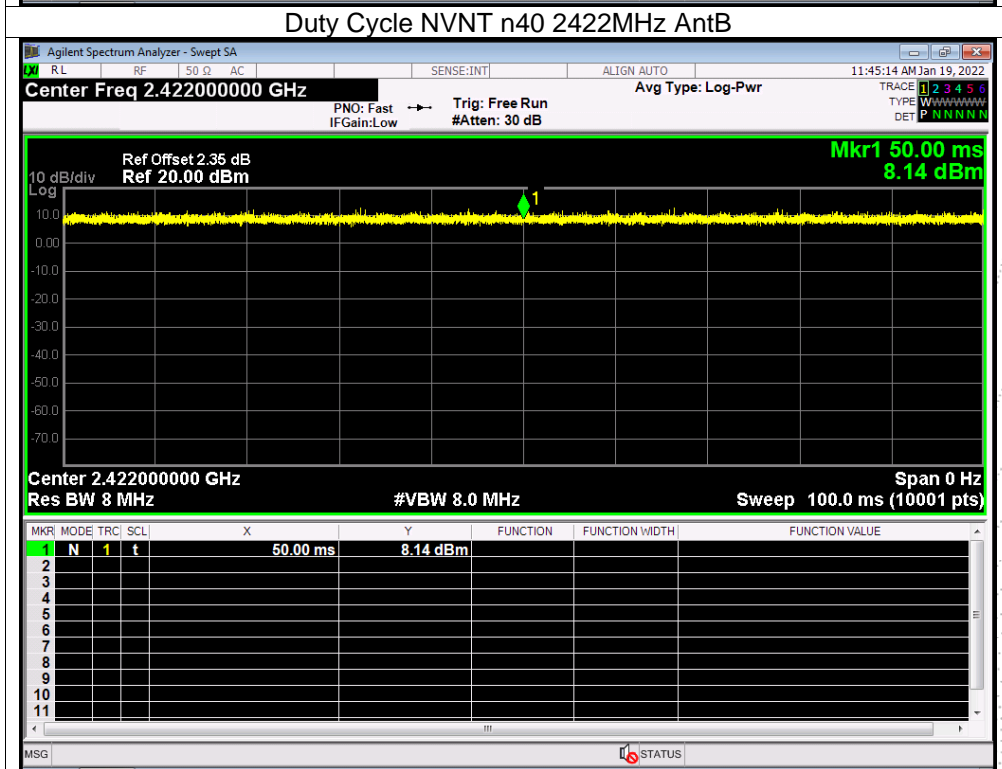 Duty Cycle NVNT n40 2422MHz AntB
Agilent Spectrum Analyzer - Swept SA
LXI RL RF 50 Ω AC SENSE:INT ALIGN AUTO 11:45:14 AM Jan 19, 2022
Center Freq 2.422000000 GHz Avg Type: Log-Pwr TRACE 1 2 3 4 5 6
PNO: Fast Trig: Free Run TYPE WWWWWW
IFGain:Low #Atten: 30 dB DET P N N N N N
Mkr1 50.00 ms
Ref Offset 2.35 dB
10 dB/div Ref 20.00 dBm 8.14 dBm
Log
1
10.0
0.00
-10.0
-20.0
-30.0
-40.0
-50.0
-60.0
-70.0
Center 2.422000000 GHz Span 0 Hz
Res BW 8 MHz #VBW 8.0 MHz Sweep 100.0 ms (10001 pts)
MKR MODE TRC SCL X Y FUNCTION FUNCTION WIDTH FUNCTION VALUE
1 N 1 t 50.00 ms 8.14 dBm
2
3
4
5
6
7
8
9
10
11
MSG STATUS